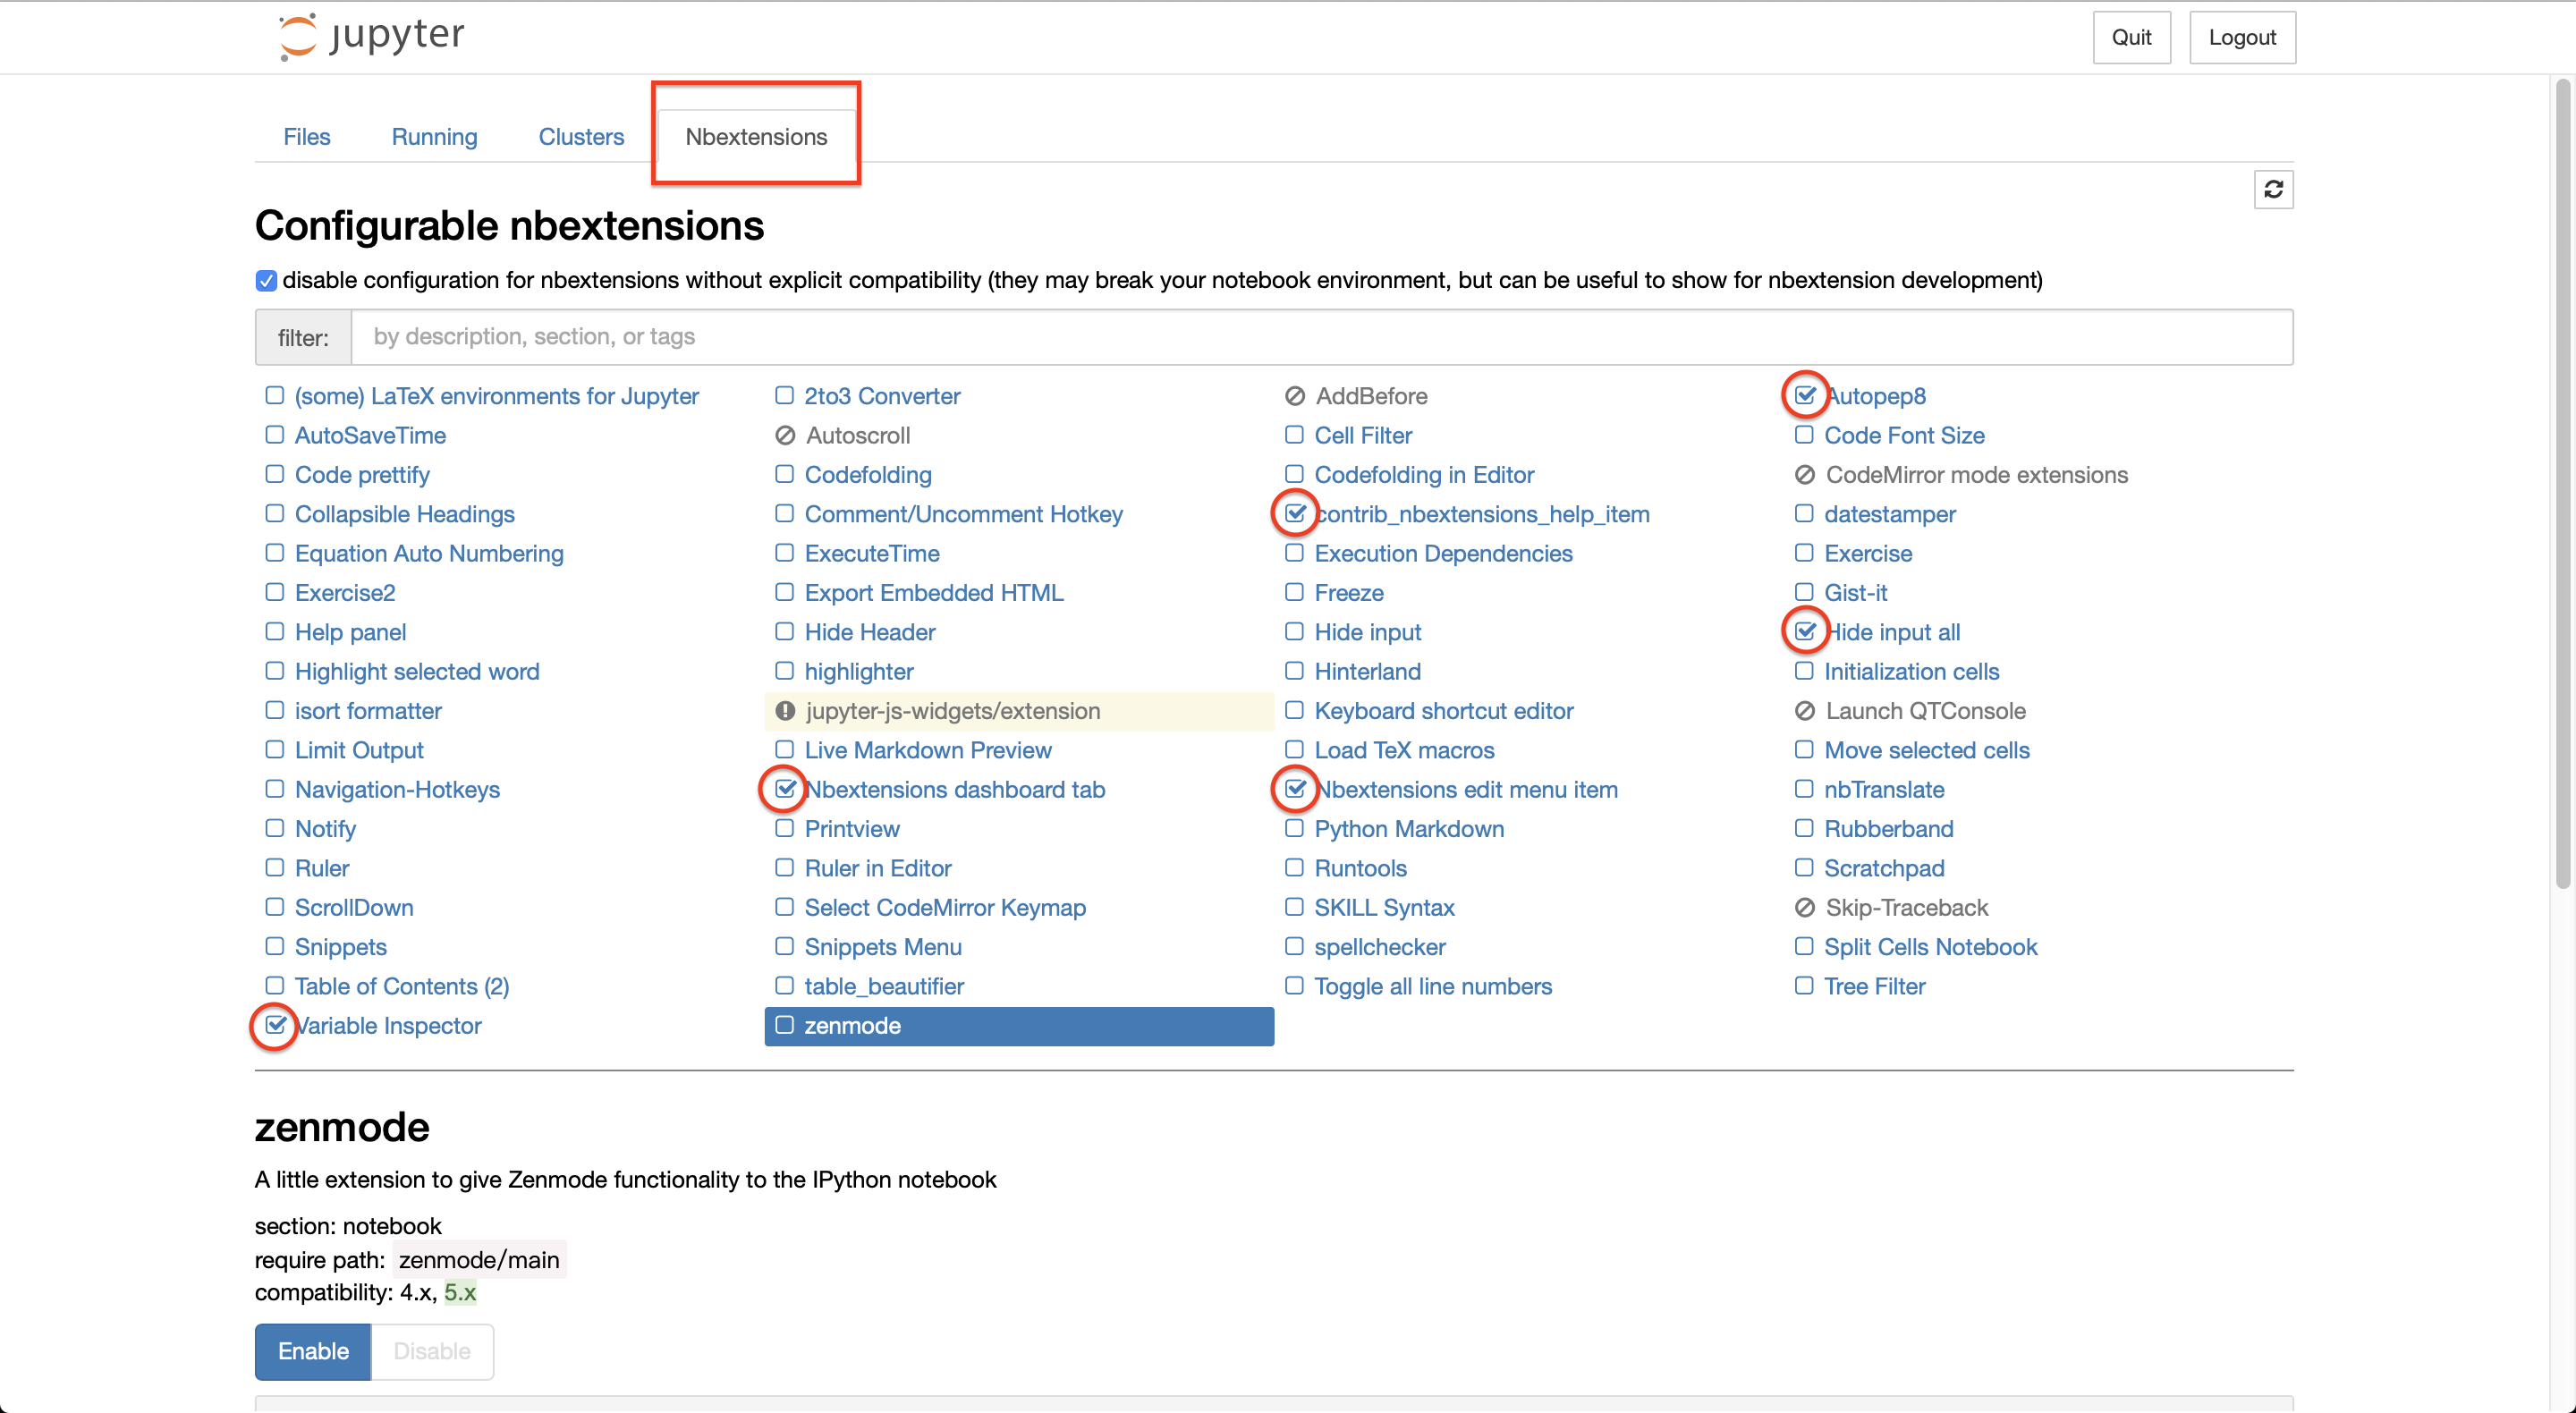 jupyter
Quit
Logout
Files
Running
Clusters
Nbextensions
Configurable nbextensions
disable configuration for nbextensions without explicit compatibility (they may break your notebook environment, but can be useful to show for nbextension development)
filter:
by description, section, or tags
(some) LaTeX environments for Jupyter
2to3 Converter
AddBefore
Autopep8
AutoSaveTime
Autoscroll
Cell Filter
Code Font Size
Code prettify
Codefolding
Codefolding in Editor
CodeMirror mode extensions
Collapsible Headings
Comment/Uncomment Hotkey
contrib_nbextensions_help_item
datestamper
Equation Auto Numbering
ExecuteTime
Execution Dependencies
Exercise
Exercise2
Export Embedded HTML
Freeze
Gist-it
Help panel
Hide Header
Hide input
Hide input all
Highlight selected word
highlighter
Hinterland
Initialization cells
isort formatter
jupyter-js-widgets/extension
Keyboard shortcut editor
Launch QTConsole
Limit Output
Live Markdown Preview
Load TeX macros
Move selected cells
Navigation-Hotkeys
Nbextensions dashboard tab
Nbextensions edit menu item
nbTranslate
Notify
Printview
Python Markdown
Rubberband
Ruler
Ruler in Editor
Runtools
Scratchpad
ScrollDown
Select CodeMirror Keymap
SKILL Syntax
Skip-Traceback
Snippets
Snippets Menu
spellchecker
Split Cells Notebook
Table of Contents (2)
table_beautifier
Toggle all line numbers
Tree Filter
Variable Inspector
zenmode
zenmode
A little extension to give Zenmode functionality to the IPython notebook
section: notebook
require path: zenmode/main
compatibility: 4.x, 5.x
Enable
Disable